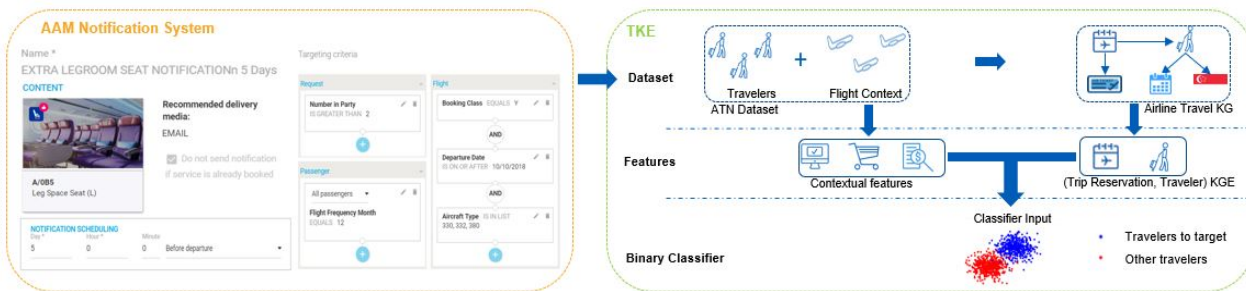 AAM Notification System
Name *
EXTRA LEGROOM SEAT NOTIFICATIONn 5 Days
CONTENT
Recommended delivery
media:
EMAIL
Do not send notification
if service is already booked
A/0B5
Leg Space Seat (L)
NOTIFICATION SCHEDULING
Day * Hour * Minute
5 0 0 Before departure
Targeting criteria
Request
Number in Party
IS GREATER THAN 2
Passenger
All passengers
Flight Frequency Month
EQUALS 12
Flight
Booking Class EQUALS Y
AND
Departure Date
IS ON OR AFTER 10/10/2018
AND
Aircraft Type IS IN LIST
330, 332, 380
TKE
Dataset
+
Travelers Flight Context
ATN Dataset
Airline Travel KG
Features
Contextual features
(Trip Reservation, Traveler) KGE
Classifier Input
Binary Classifier
Travelers to target
Other travelers